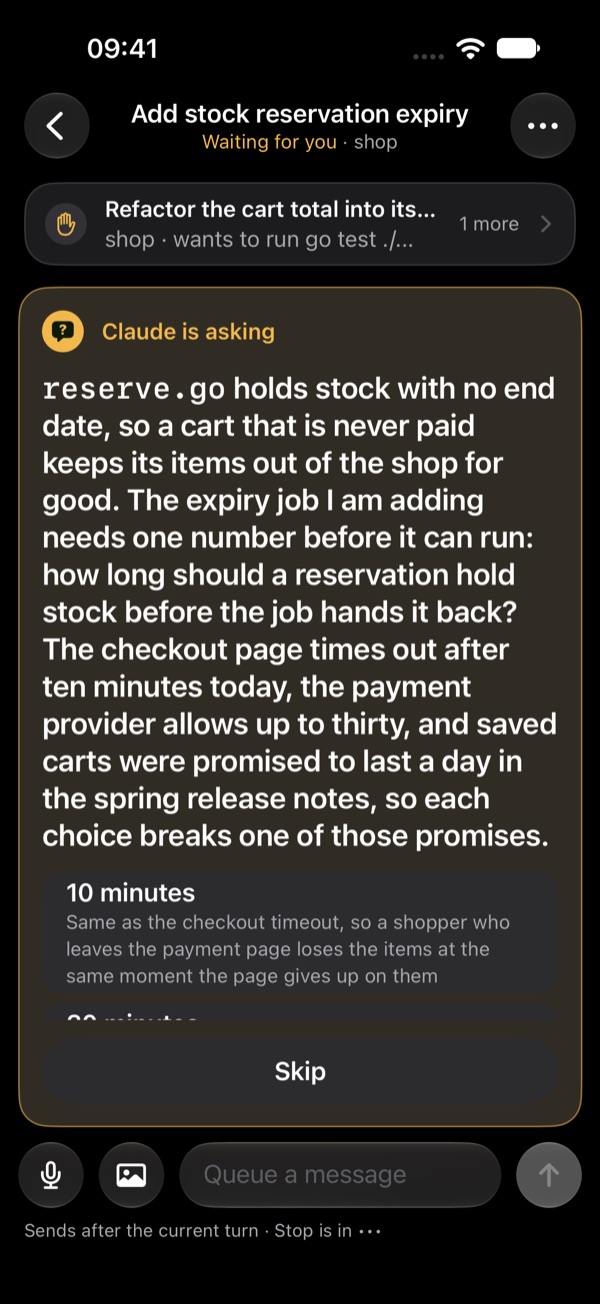 09:41
Add stock reservation expiry
Waiting for you · shop
Refactor the cart total into its...
1 more
shop · wants to run go test ./...
Claude is asking
reserve.go holds stock with no end
date, so a cart that is never paid
keeps its items out of the shop for
good. The expiry job I am adding
needs one number before it can run:
how long should a reservation hold
stock before the job hands it back?
The checkout page times out after
ten minutes today, the payment
provider allows up to thirty, and saved
carts were promised to last a day in
the spring release notes, so each
choice breaks one of those promises.
10 minutes
Same as the checkout timeout, so a shopper who
leaves the payment page loses the items at the
same moment the page gives up on them
Skip
Queue a message
Sends after the current turn · Stop is in ···